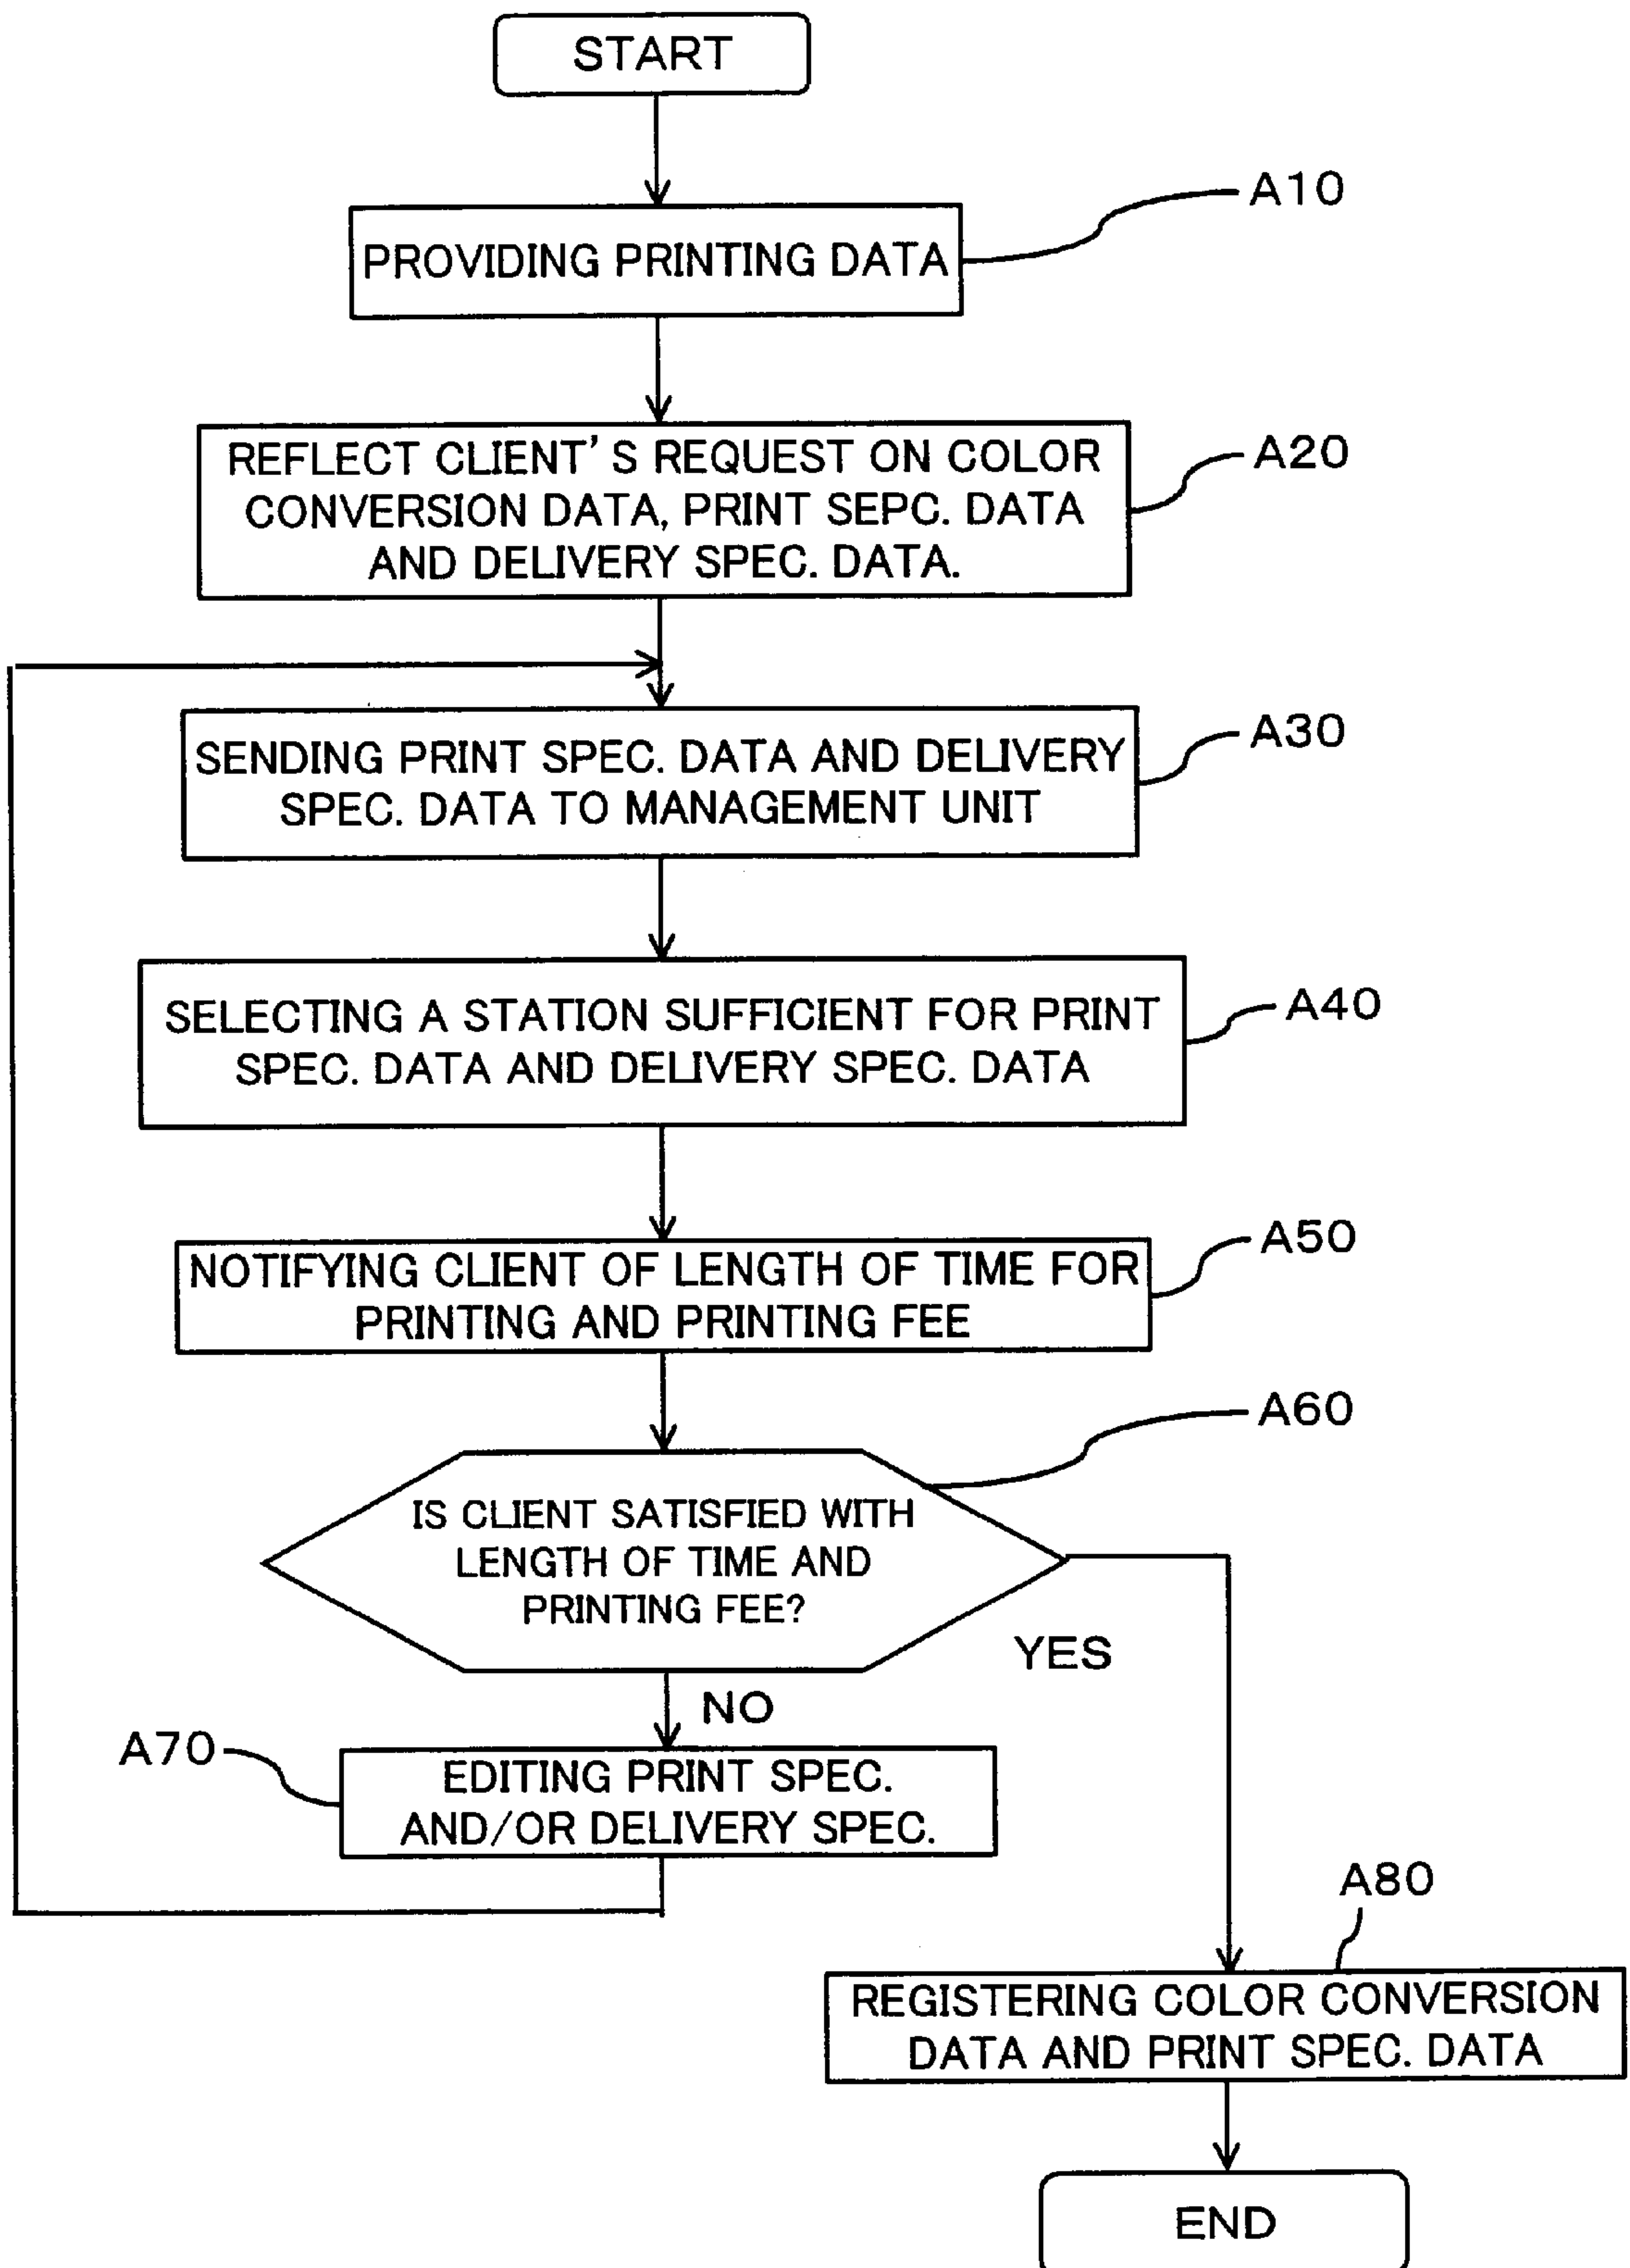 START
A10
PROVIDING PRINTING DATA
A20
REFLECT CLIENT'S REQUEST ON COLOR
CONVERSION DATA, PRINT SEPC. DATA
AND DELIVERY SPEC. DATA.
A30
SENDING PRINT SPEC. DATA AND DELIVERY
SPEC. DATA TO MANAGEMENT UNIT
A40
SELECTING A STATION SUFFICIENT FOR PRINT
SPEC. DATA AND DELIVERY SPEC. DATA
A50
NOTIFYING CLIENT OF LENGTH OF TIME FOR
PRINTING AND PRINTING FEE
A60
IS CLIENT SATISFIED WITH
LENGTH OF TIME AND
PRINTING FEE?
YES
NO
A70
EDITING PRINT SPEC.
AND/OR DELIVERY SPEC.
A80
REGISTERING COLOR CONVERSION
DATA AND PRINT SPEC. DATA
END